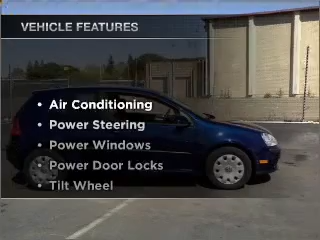 VEHICLE FEATURES
• Air Conditioning
• Power Steering
• Power Windows
• Power Door Locks
• Tilt Wheel